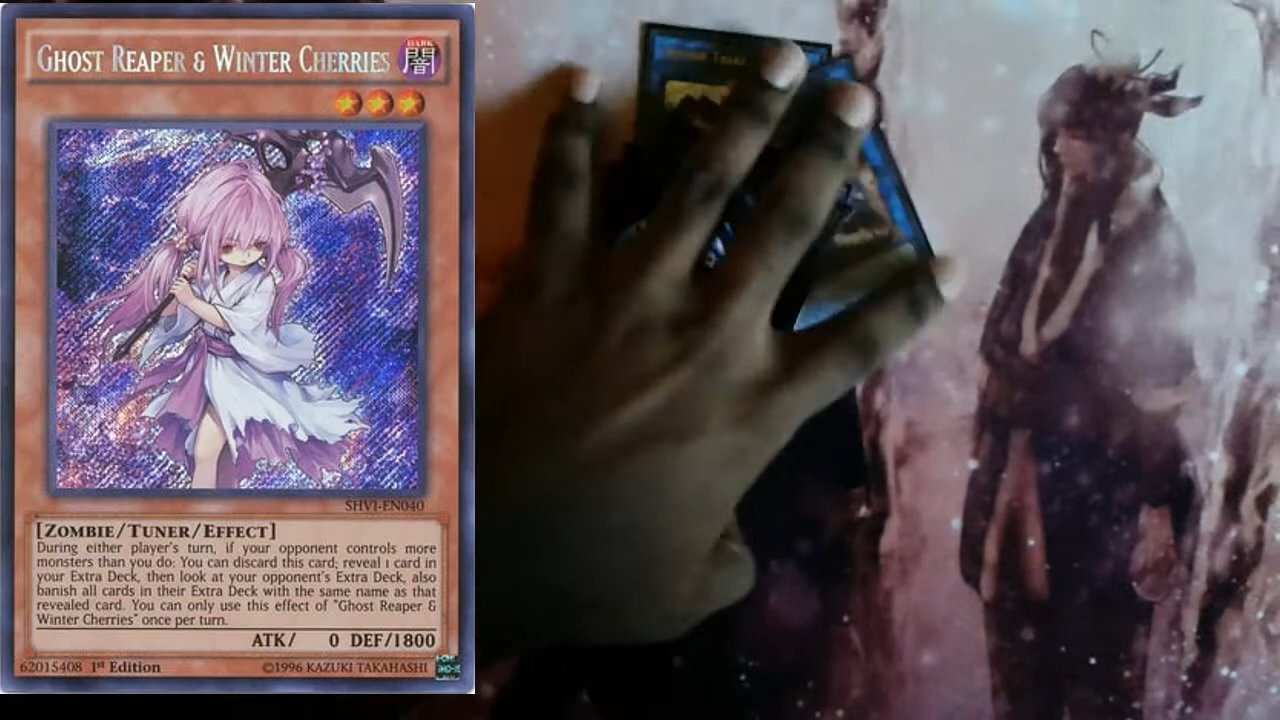 GHOST REAPER & WINTER CHERRIES
DARK
闇
SHVI-EN040
[ZOMBIE/TUNER/EFFECT]
During either player's turn, if your opponent controls more
monsters than you do: You can discard this card; reveal 1 card in
your Extra Deck, then look at your opponent's Extra Deck, also
banish all cards in their Extra Deck with the same name as that
revealed card. You can only use this effect of "Ghost Reaper &
Winter Cherries" once per turn.
ATK/ 0 DEF/1800
62015408 1st Edition ©1996 KAZUKI TAKAHASHI